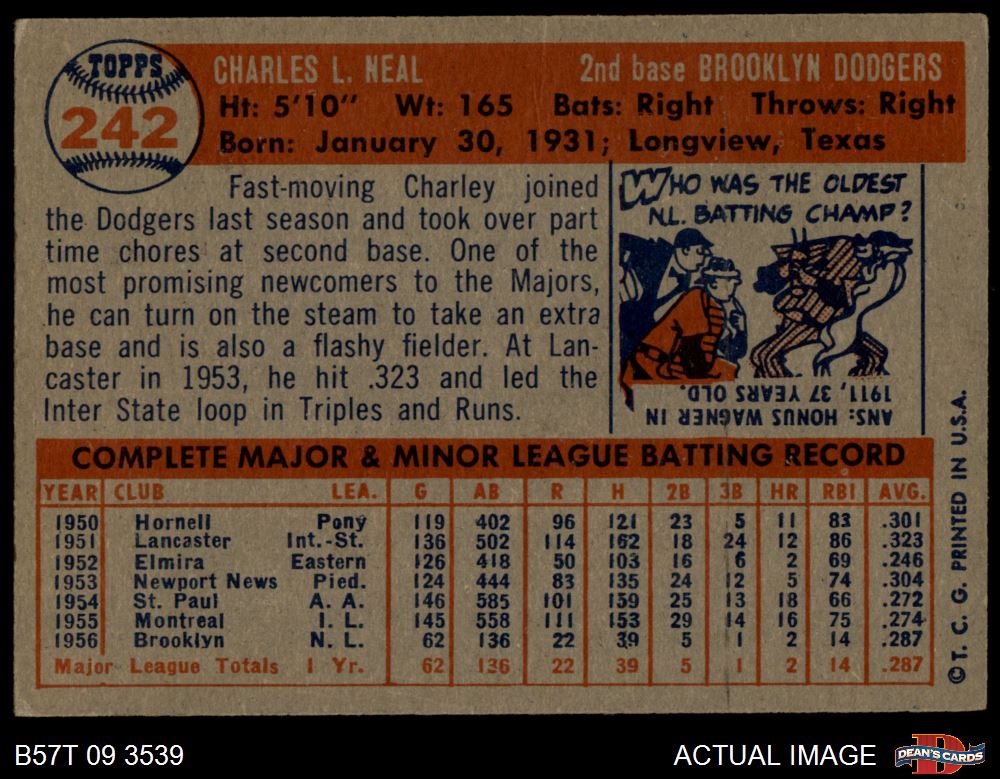 TOPPS
242
CHARLES L. NEAL 2nd base BROOKLYN DODGERS
Ht: 5'10" Wt: 165 Bats: Right Throws: Right
Born: January 30, 1931; Longview, Texas
Fast-moving Charley joined
the Dodgers last season and took over part
time chores at second base. One of the
most promising newcomers to the Majors,
he can turn on the steam to take an extra
base and is also a flashy fielder. At Lan-
caster in 1953, he hit .323 and led the
Inter State loop in Triples and Runs.
WHO WAS THE OLDEST
N.L. BATTING CHAMP?
ANS: HONUS WAGNER IN
1911, 37 YEARS OLD.
COMPLETE MAJOR & MINOR LEAGUE BATTING RECORD
YEAR CLUB LEA. G AB R H 2B 3B HR RBI AVG.
1950 Hornell Pony 119 402 96 121 23 5 11 83 .301
1951 Lancaster Int.-St. 136 502 114 162 18 24 12 86 .323
1952 Elmira Eastern 126 418 50 103 16 6 2 69 .246
1953 Newport News Pied. 124 444 83 135 24 12 5 74 .304
1954 St. Paul A. A. 146 585 101 159 25 13 18 66 .272
1955 Montreal I. L. 145 558 111 153 29 14 16 75 .274
1956 Brooklyn N. L. 62 136 22 39 5 1 2 14 .287
Major League Totals 1 Yr. 62 136 22 39 5 1 2 14 .287
© T. C. G. PRINTED IN U.S.A.
B57T 09 3539 ACTUAL IMAGE
DEAN'S CARDS